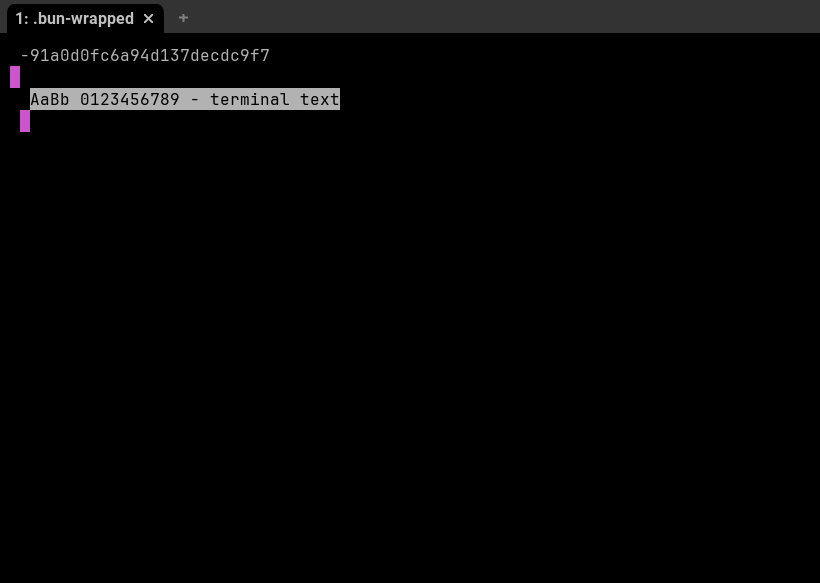 1: .bun-wrapped × +
-91a0d0fc6a94d137decdc9f7
AaBb 0123456789 - terminal text